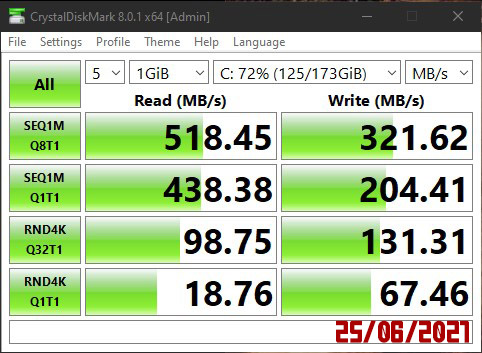 CrystalDiskMark 8.0.1 x64 [Admin]
File Settings Profile Theme Help Language
All 5 1GiB C: 72% (125/173GiB) MB/s
Read (MB/s) Write (MB/s)
SEQ1M
Q8T1 518.45 321.62
SEQ1M
Q1T1 438.38 204.41
RND4K
Q32T1 98.75 131.31
RND4K
Q1T1 18.76 67.46
25/06/2021